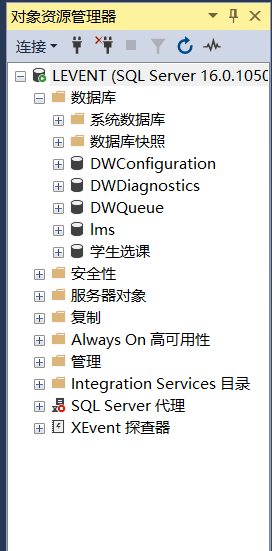 对象资源管理器
连接
LEVENT (SQL Server 16.0.1050
数据库
系统数据库
数据库快照
DWConfiguration
DWDiagnostics
DWQueue
lms
学生选课
安全性
服务器对象
复制
Always On 高可用性
管理
Integration Services 目录
SQL Server 代理
XEvent 探查器